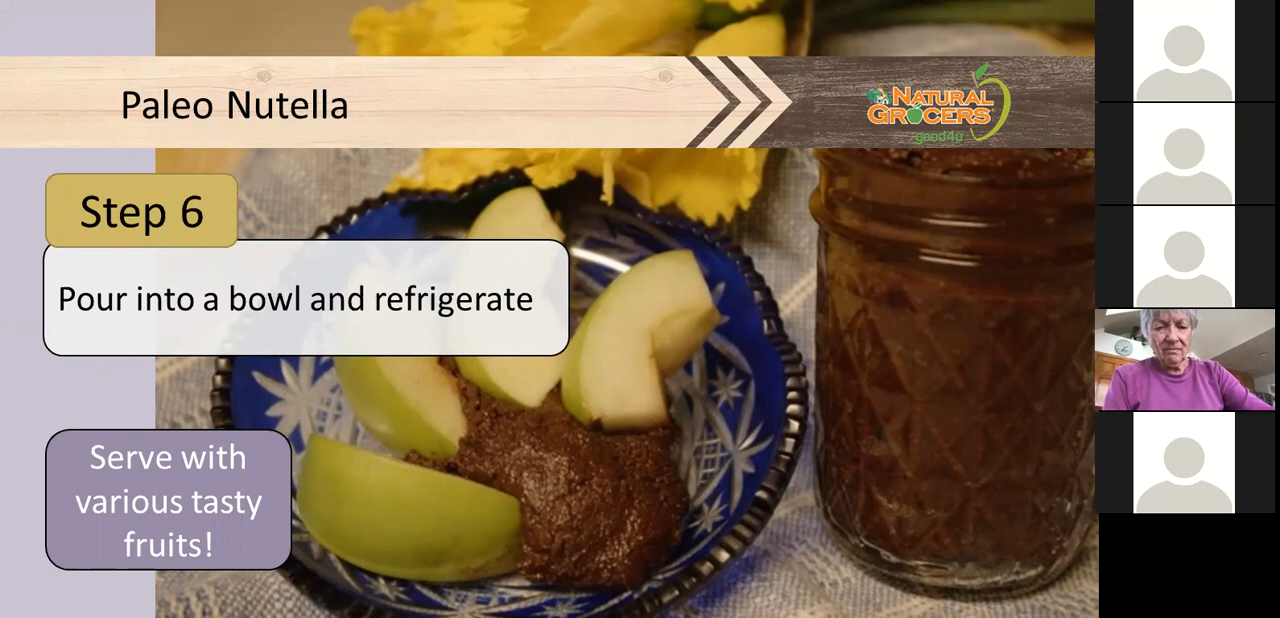 Paleo Nutella
NATURAL
GROCERS
good4u
Step 6
Pour into a bowl and refrigerate
Serve with
various tasty
fruits!